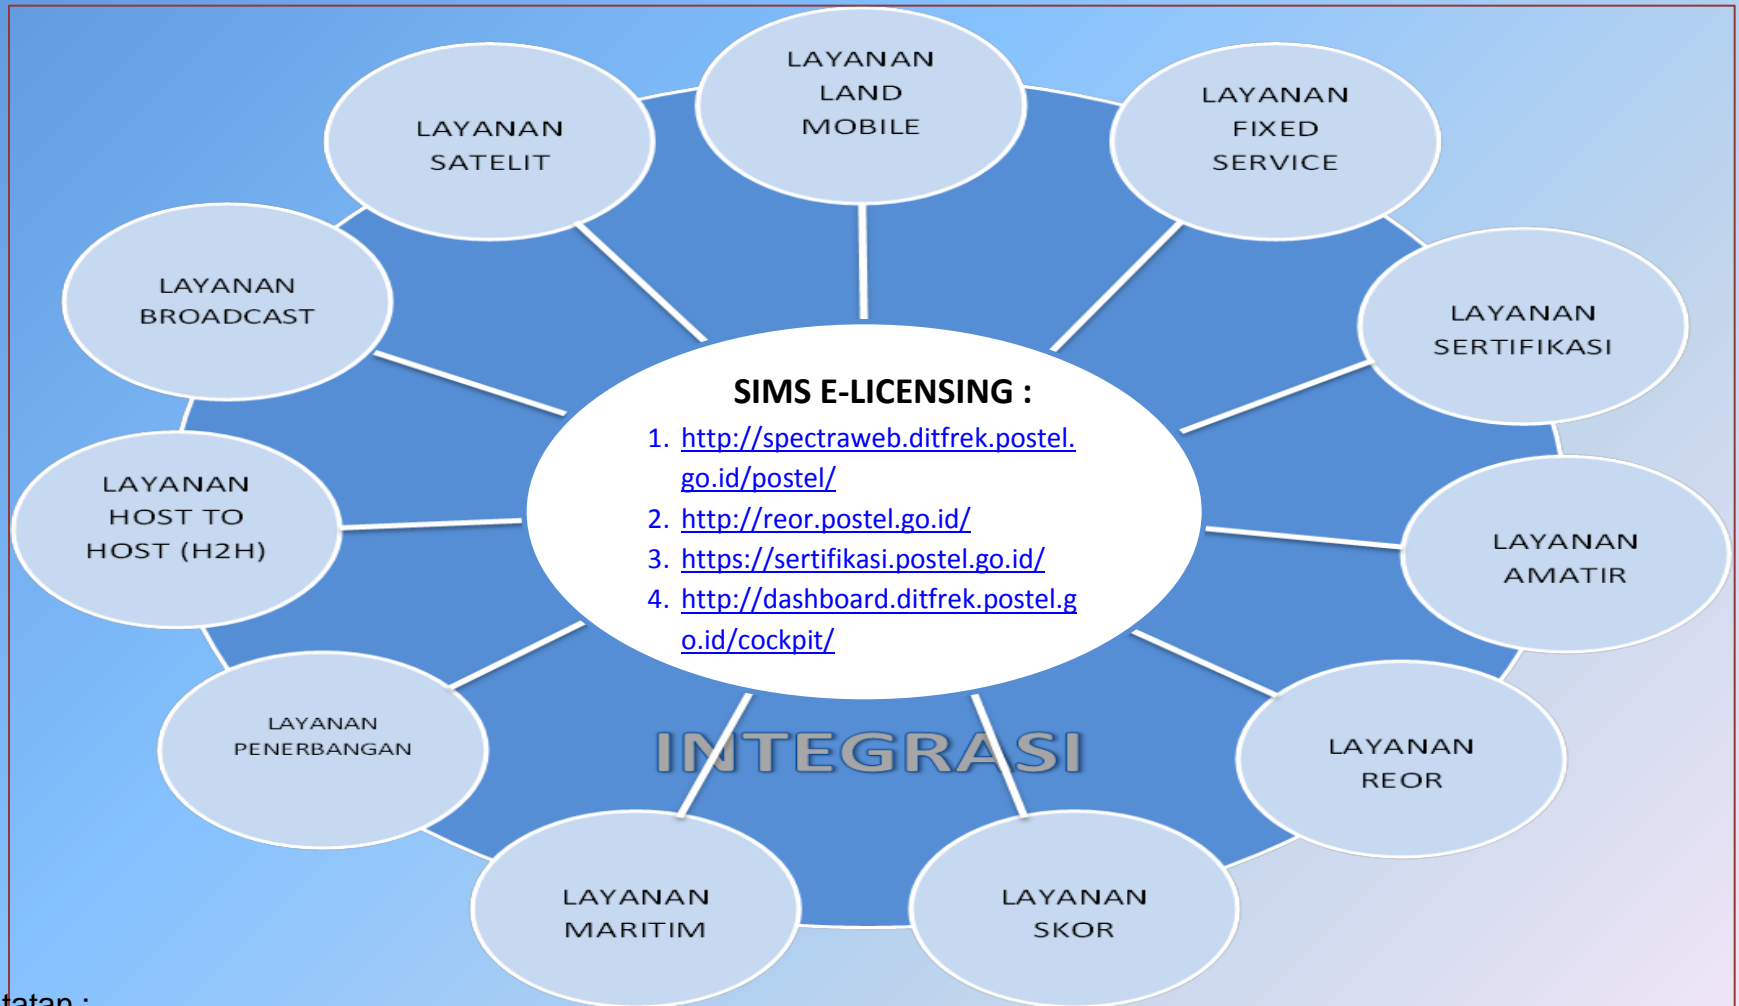 LAYANAN
LAND
MOBILE
LAYANAN
FIXED
SERVICE
LAYANAN
SERTIFIKASI
LAYANAN
AMATIR
LAYANAN
REOR
LAYANAN
SKOR
LAYANAN
MARITIM
LAYANAN
PENERBANGAN
LAYANAN
HOST TO
HOST (H2H)
LAYANAN
BROADCAST
LAYANAN
SATELIT
SIMS E-LICENSING :
1. http://spectraweb.ditfrek.postel.
go.id/postel/
2. http://reor.postel.go.id/
3. https://sertifikasi.postel.go.id/
4. http://dashboard.ditfrek.postel.g
o.id/cockpit/
INTEGRASI